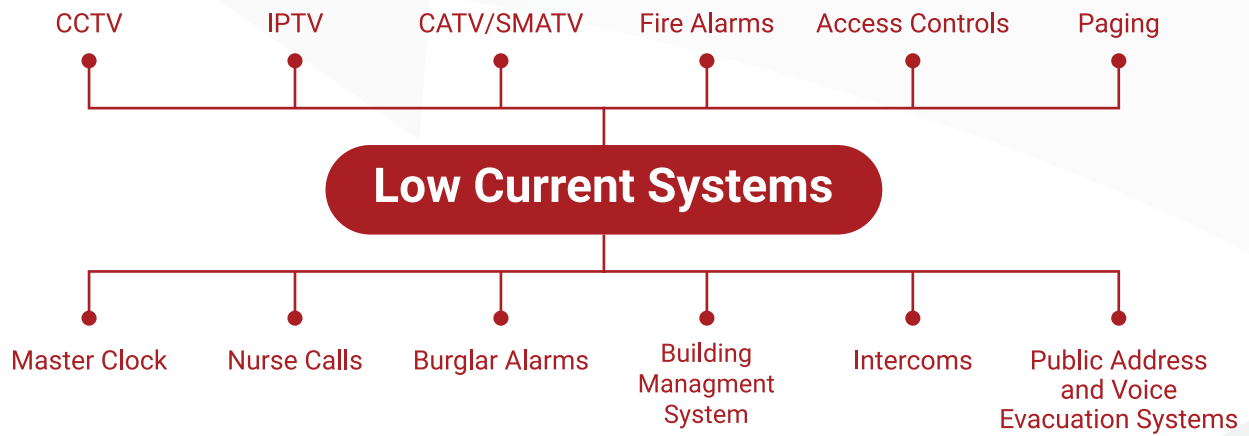 CCTV
IPTV
CATV/SMATV
Fire Alarms
Access Controls
Paging
Low Current Systems
Master Clock
Nurse Calls
Burglar Alarms
Building
Managment
System
Intercoms
Public Address
and Voice
Evacuation Systems